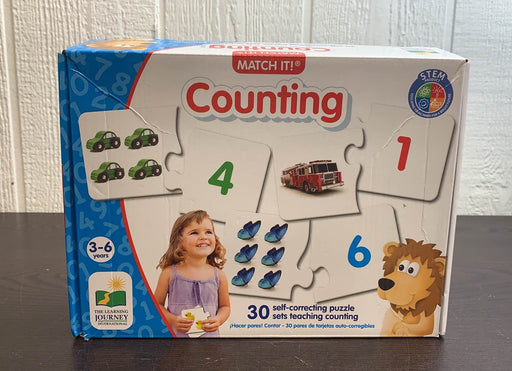 Counting
MATCH IT!®
Counting
STEM
4
1
6
3-6
years
THE LEARNING
JOURNEY
INTERNATIONAL
30 self-correcting puzzle
sets teaching counting
¡Hacer pares! Contar - 30 pares de tarjetas auto-corregibles